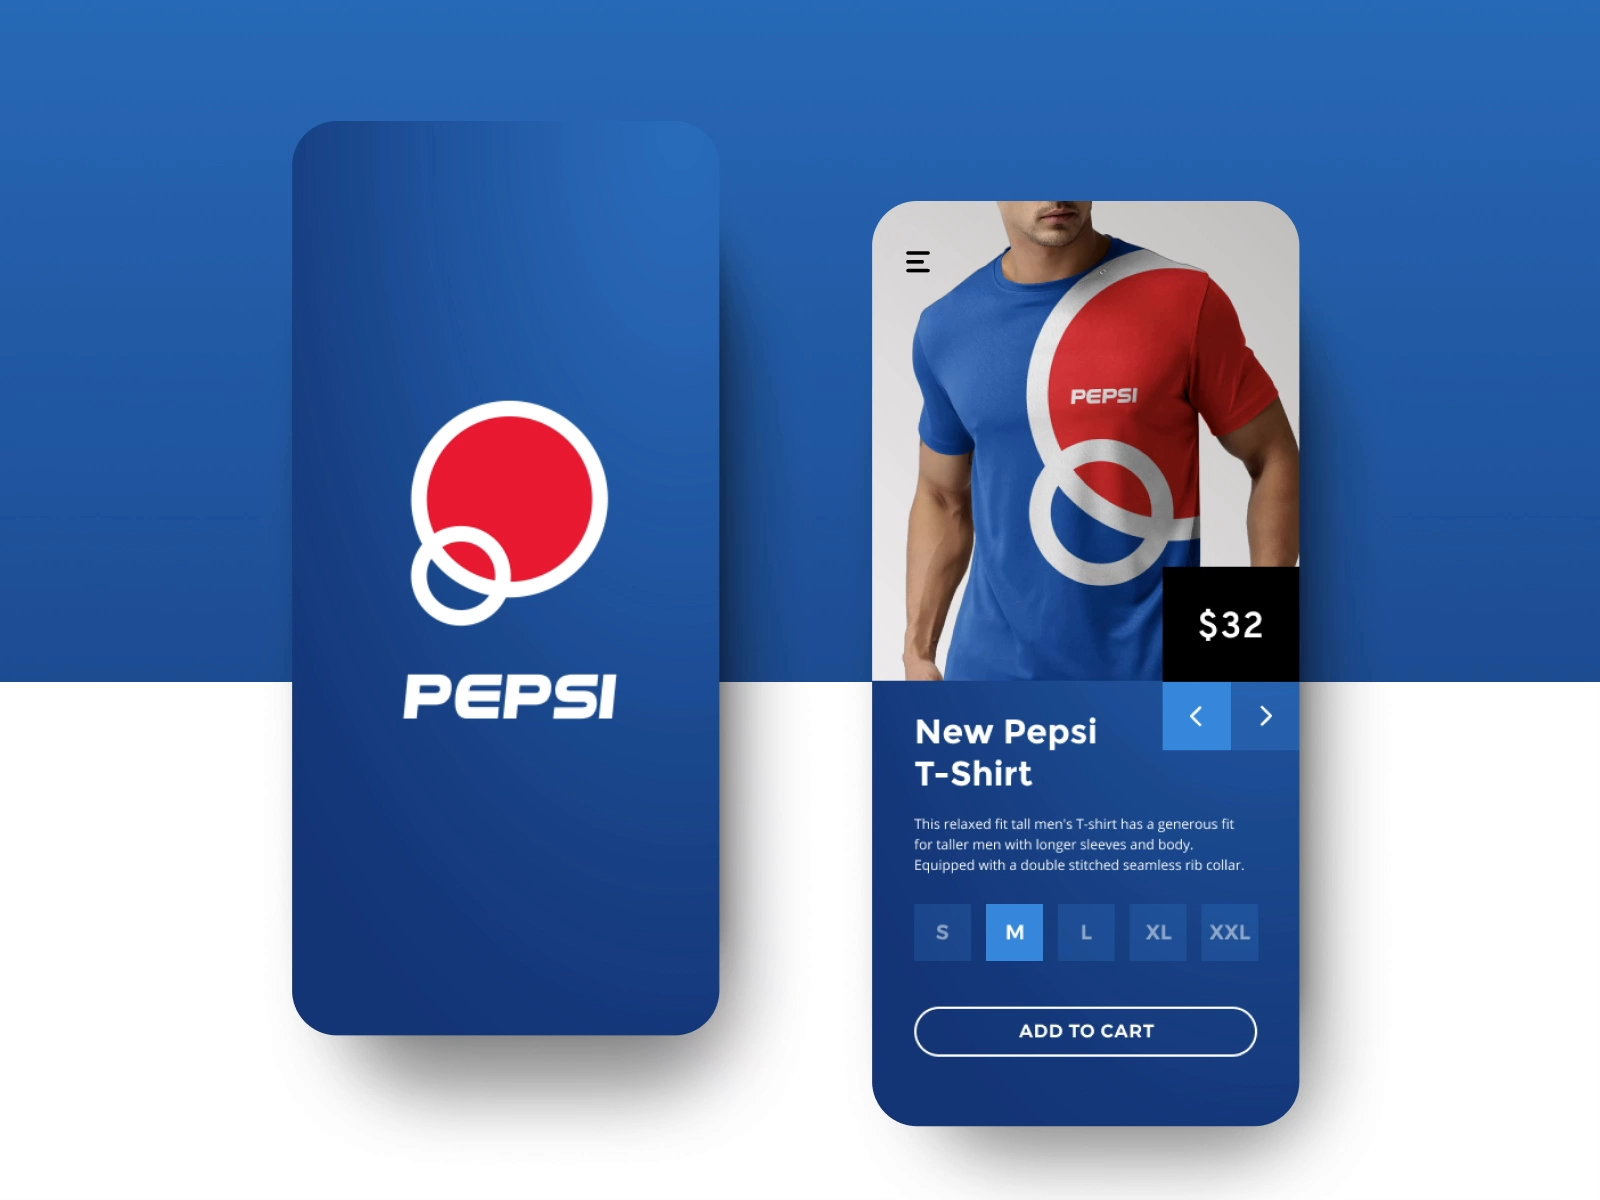 PEPSI
PEPSI
$32
New Pepsi
T-Shirt
This relaxed fit tall men's T-shirt has a generous fit
for taller men with longer sleeves and body.
Equipped with a double stitched seamless rib collar.
S M L XL XXL
ADD TO CART